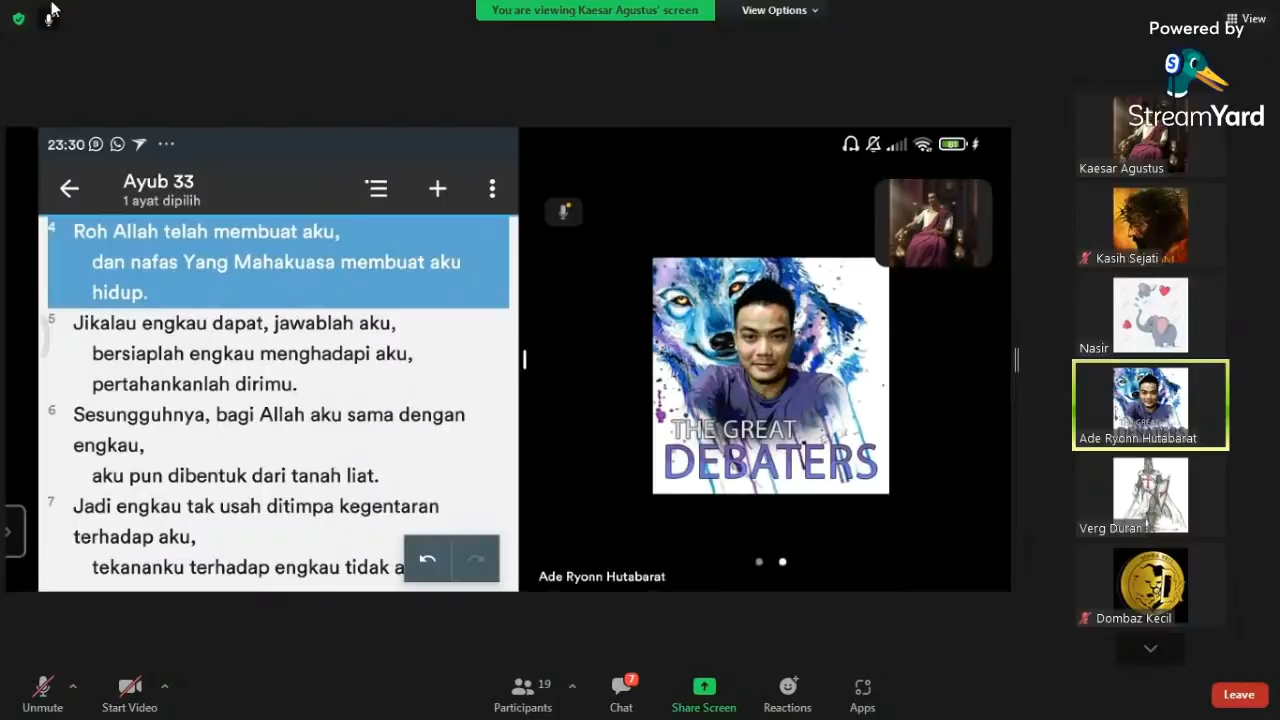 You are viewing Kaesar Agustus' screen
View Options
View
Powered by
S
StreamYard
23:30
81
Ayub 33
1 ayat dipilih
4 Roh Allah telah membuat aku,
dan nafas Yang Mahakuasa membuat aku
hidup.
5 Jikalau engkau dapat, jawablah aku,
bersiaplah engkau menghadapi aku,
pertahankanlah dirimu.
6 Sesungguhnya, bagi Allah aku sama dengan
engkau,
aku pun dibentuk dari tanah liat.
7 Jadi engkau tak usah ditimpa kegentaran
terhadap aku,
tekananku terhadap engkau tidak a
THE GREAT
DEBATERS
Ade Ryonn Hutabarat
Kaesar Agustus
Kasih Sejati
Nasir
Ade Ryonn Hutabarat
Verg Duran
Dombaz Kecil
Unmute
Start Video
19
Participants
7
Chat
Share Screen
Reactions
Apps
Leave